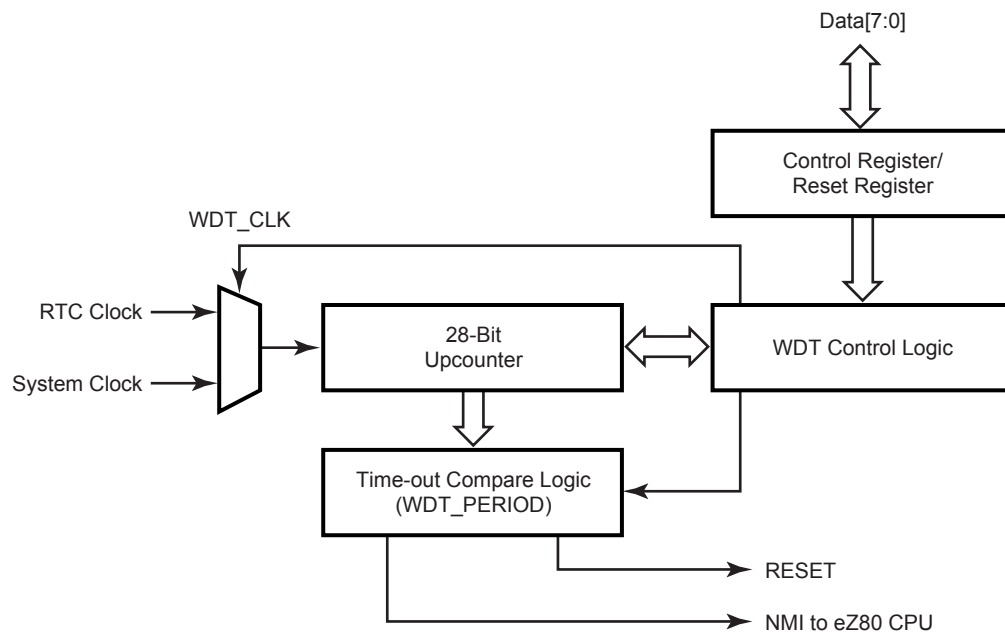 Data[7:0]
Control Register/
Reset Register
WDT_CLK
RTC Clock
28-Bit
Upcounter
WDT Control Logic
System Clock
Time-out Compare Logic
(WDT_PERIOD)
RESET
NMI to eZ80 CPU